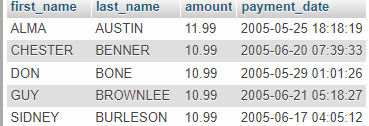 first_name last_name amount payment_date
ALMA AUSTIN 11.99 2005-05-25 18:18:19
CHESTER BENNER 10.99 2005-06-20 07:39:33
DON BONE 10.99 2005-05-29 01:01:26
GUY BROWNLEE 10.99 2005-06-21 05:18:27
SIDNEY BURLESON 10.99 2005-06-17 04:05:12